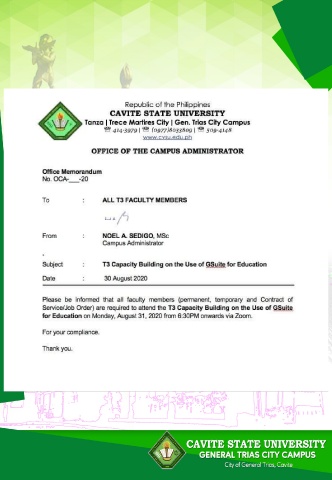 Republic of the Philippines
CAVITE STATE UNIVERSITY
Tanza | Trece Martires City | Gen. Trias City Campus
☏ 414-3979 | ☏ (0977)8033809 | ☏ 509-4148
www.cvsu.edu.ph
OFFICE OF THE CAMPUS ADMINISTRATOR
Office Memorandum
No. OCA-___-20
To : ALL T3 FACULTY MEMBERS
From : NOEL A. SEDIGO, MSc
Campus Administrator
Subject : T3 Capacity Building on the Use of GSuite for Education
Date : 30 August 2020
Please be informed that all faculty members (permanent, temporary and Contract of
Service/Job Order) are required to attend the T3 Capacity Building on the Use of GSuite
for Education on Monday, August 31, 2020 from 6:30PM onwards via Zoom.
For your compliance.
Thank you.
CAVITE STATE UNIVERSITY
GENERAL TRIAS CITY CAMPUS
City of General Trias, Cavite